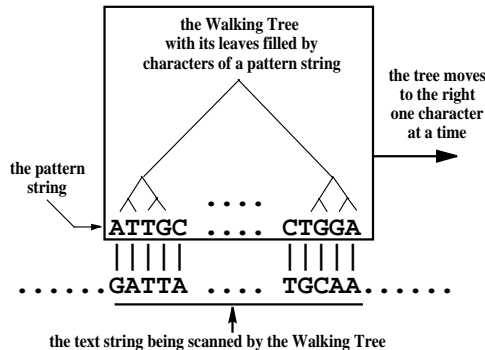 the Walking Tree
with its leaves filled by
characters of a pattern string
the tree moves
to the right
one character
at a time
the pattern
string
ATTGC .... CTGGA
......GATTA .... TGCAA......
the text string being scanned by the Walking Tree